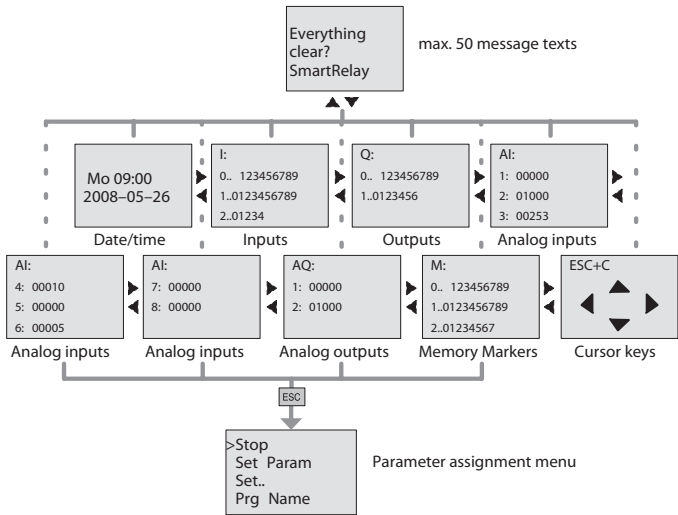 Everything
clear?
SmartRelay
max. 50 message texts
Mo 09:00
2008–05–26
Date/time
I:
0.. 123456789
1..0123456789
2..01234
Inputs
Q:
0.. 123456789
1..0123456
Outputs
AI:
1: 00000
2: 01000
3: 00253
Analog inputs
AI:
4: 00010
5: 00000
6: 00005
Analog inputs
AI:
7: 00000
8: 00000
Analog inputs
AQ:
1: 00000
2: 01000
Analog outputs
M:
0.. 123456789
1..0123456789
2..01234567
Memory Markers
ESC+C
Cursor keys
ESC
>Stop
Set Param
Set..
Prg Name
Parameter assignment menu